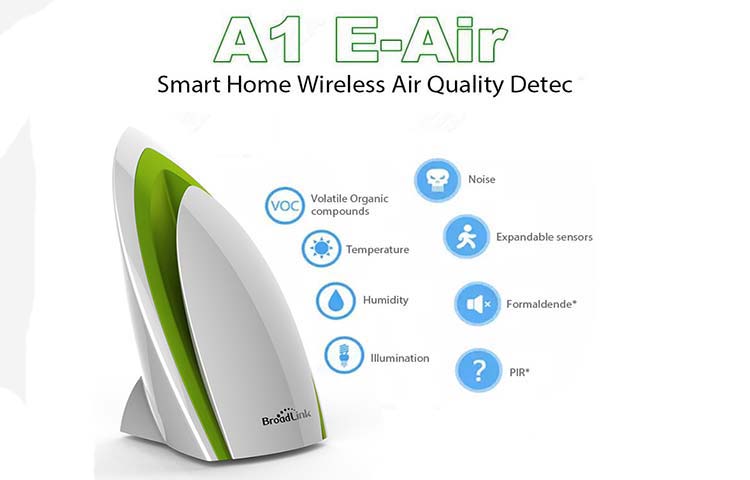 A1 E-Air
Smart Home Wireless Air Quality Detec
VOC
Volatile Organic
compounds
Temperature
Humidity
Illumination
Noise
Expandable sensors
Formaldende*
?
PIR*
BroadLink